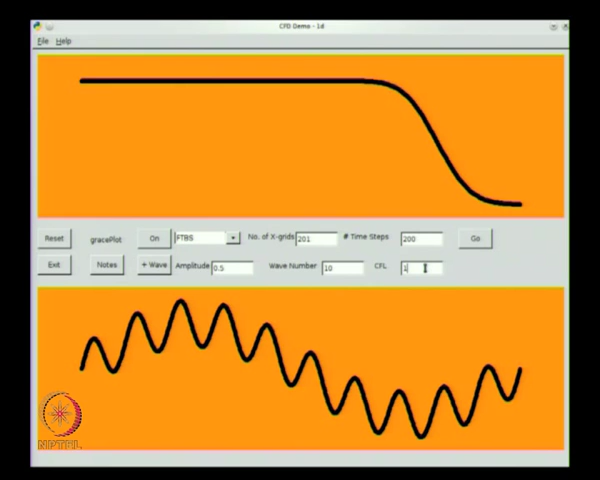 CFD Demo - 1d
File Help
Reset gracePlot On FTBS No. of X-grids 201 # Time Steps 200 Go
Exit Notes + Wave Amplitude 0.5 Wave Number 10 CFL 1
NPTEL